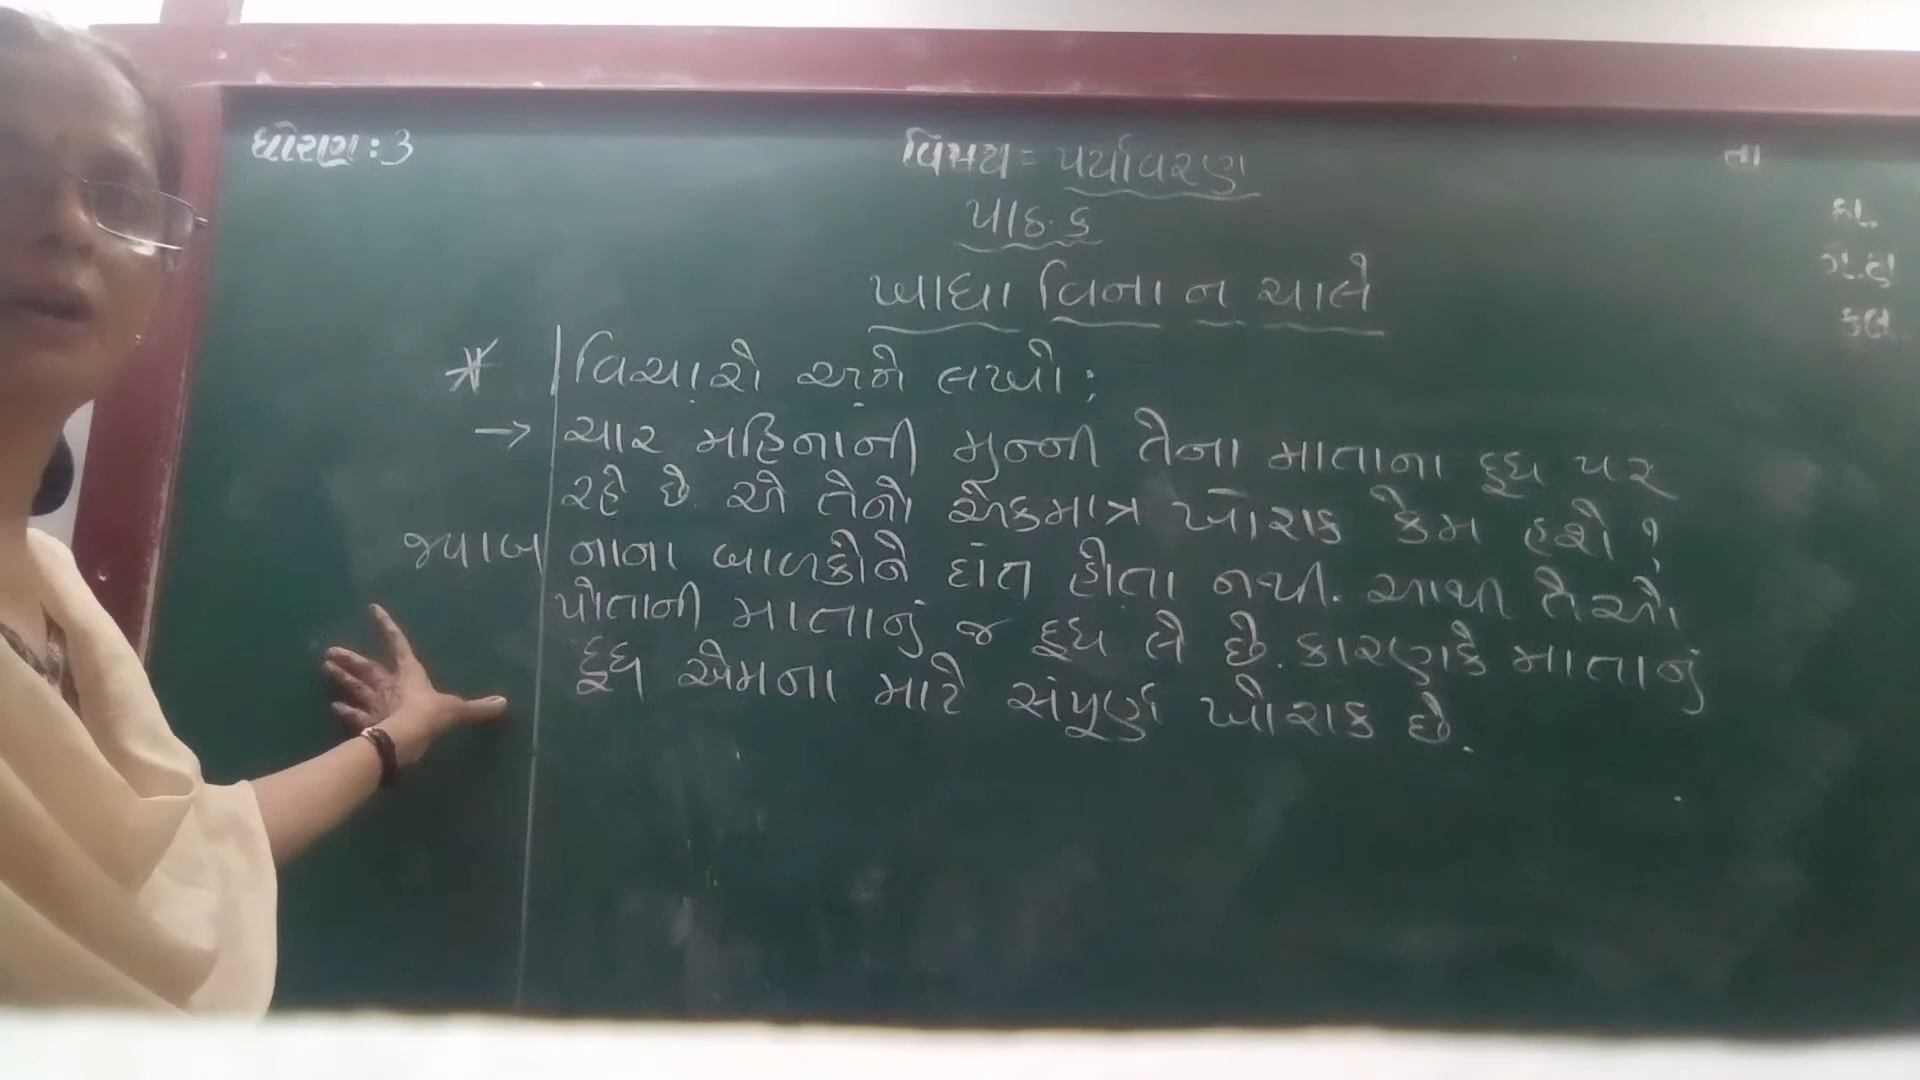 ધોરણ : 3
વિષય = પર્યાવરણ
તા
પાઠ. ૬
ખાધા વિના ન ચાલે
* વિચારો અને લખો :
→ ચાર મહિનાની મુન્ની તેના માતાના દૂધ પર
રહે છે. એ તેનો એકમાત્ર ખોરાક કેમ હશે ?
જવાબ નાના બાળકોને દાંત હોતા નથી. આથી તેઓ
પોતાની માતાનું જ દૂધ લે છે. કારણકે માતાનું
દૂધ એમના માટે સંપૂર્ણ ખોરાક છે.